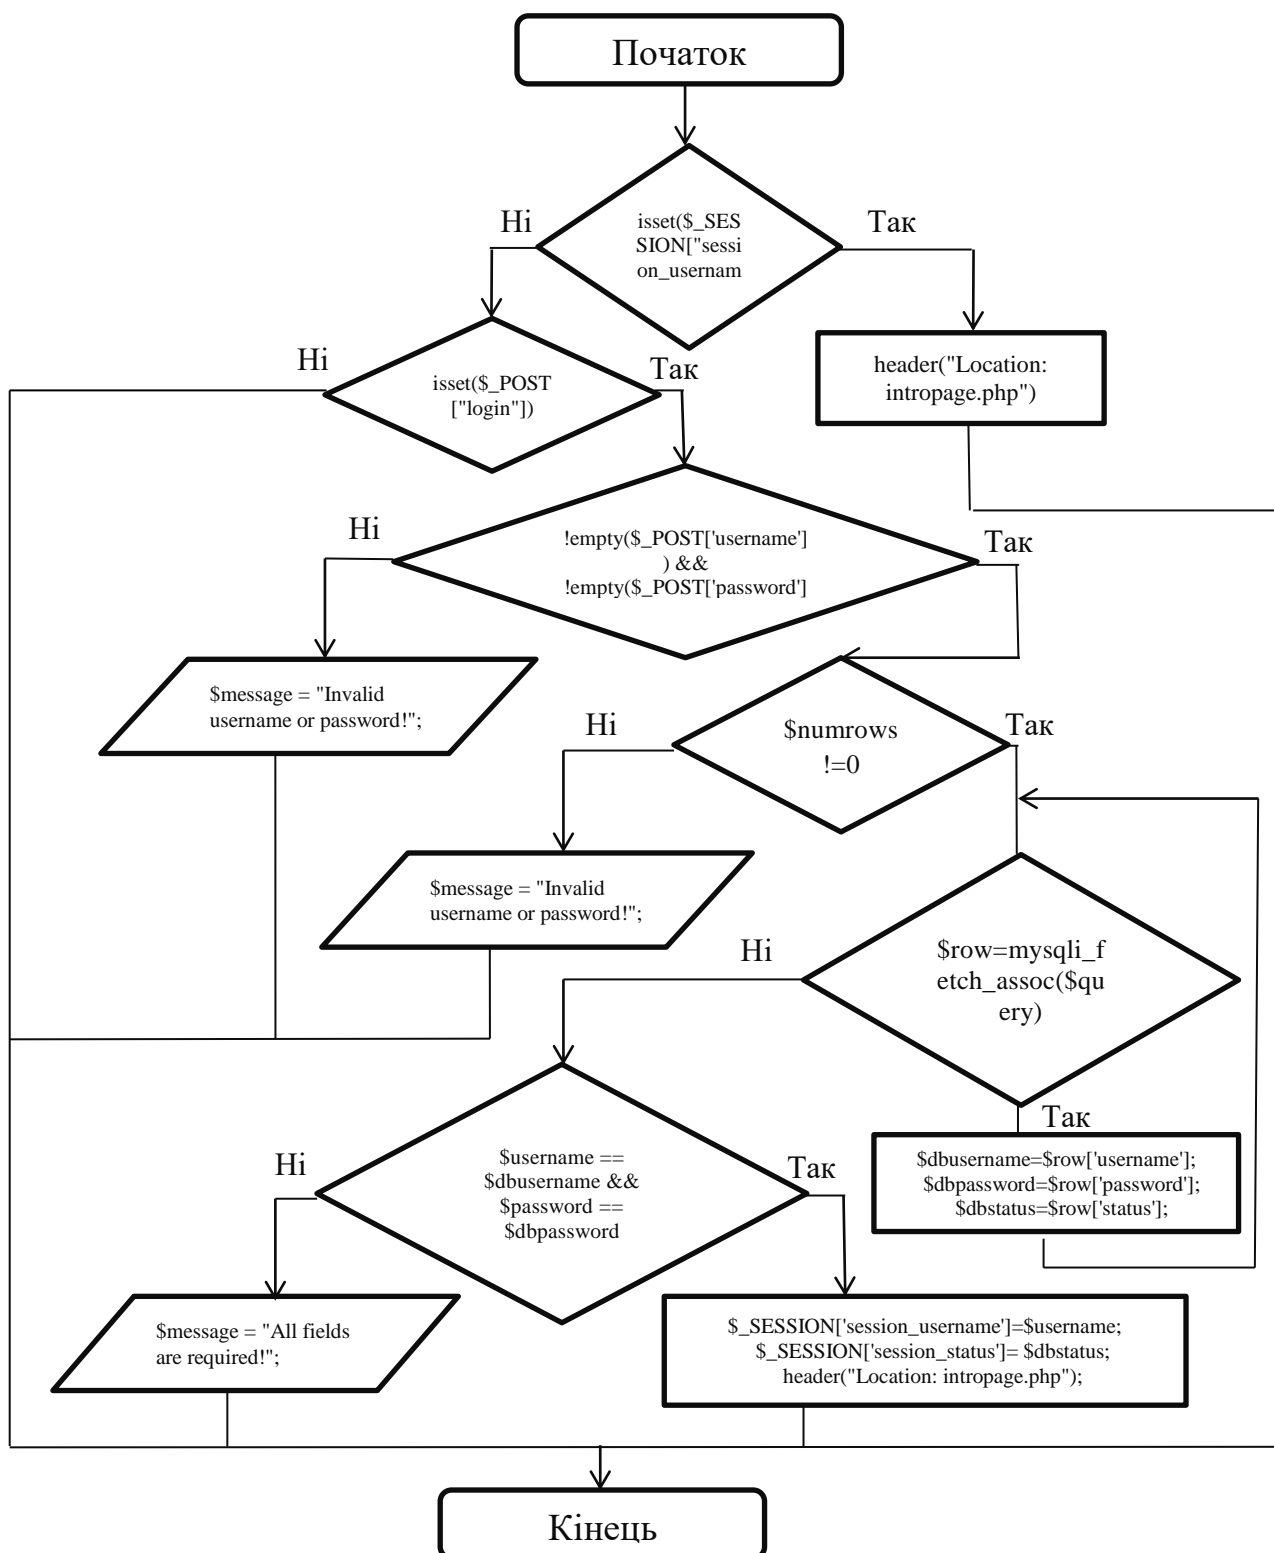 Початок
Ні
Так
isset($_SES
SION["sessi
on_usernam
Ні
Так
isset($_POST
["login"])
header("Location:
intropage.php")
Ні
Так
!empty($_POST['username']
) &&
!empty($_POST['password']
$message = "Invalid
username or password!";
Ні
Так
$numrows
!=0
$message = "Invalid
username or password!";
Ні
$row=mysqli_f
etch_assoc($qu
ery)
Так
$dbusername=$row['username'];
$dbpassword=$row['password'];
$dbstatus=$row['status'];
Ні
Так
$username ==
$dbusername &&
$password ==
$dbpassword
$message = "All fields
are required!";
$_SESSION['session_username']=$username;
$_SESSION['session_status']= $dbstatus;
header("Location: intropage.php");
Кінець